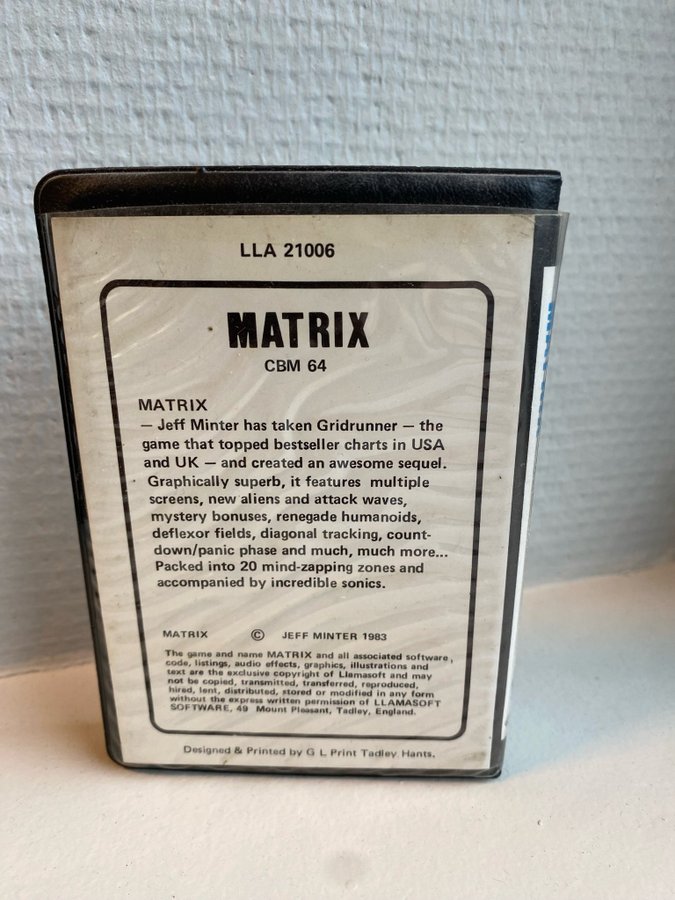 LLA 21006
MATRIX
CBM 64
MATRIX
— Jeff Minter has taken Gridrunner — the
game that topped bestseller charts in USA
and UK — and created an awesome sequel.
Graphically superb, it features multiple
screens, new aliens and attack waves,
mystery bonuses, renegade humanoids,
deflexor fields, diagonal tracking, count-
down/panic phase and much, much more...
Packed into 20 mind-zapping zones and
accompanied by incredible sonics.
MATRIX © JEFF MINTER 1983
The game and name MATRIX and all associated software,
code, listings, audio effects, graphics, illustrations and
text are the exclusive copyright of Llamasoft and may
not be copied, transmitted, transferred, reproduced,
hired, lent, distributed, stored or modified in any form
without the express written permission of LLAMASOFT
SOFTWARE, 49 Mount Pleasant, Tadley, England.
Designed & Printed by G L Print Tadley Hants.